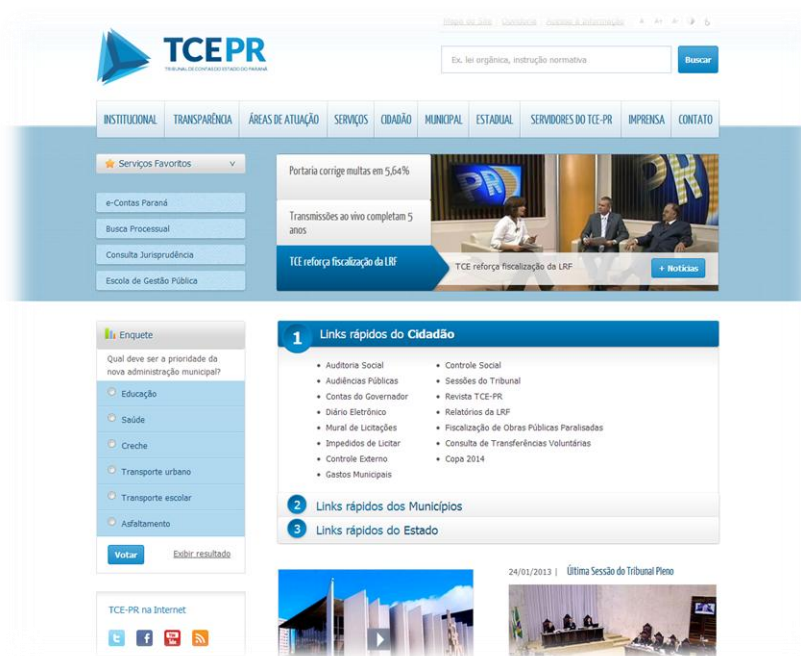 Mapa do Site | Ouvidoria | Acesso à Informação A A+ A-
TCEPR
TRIBUNAL DE CONTAS DO ESTADO DO PARANÁ
Ex. lei orgânica, instrução normativa
Buscar
INSTITUCIONAL TRANSPARÊNCIA ÁREAS DE ATUAÇÃO SERVIÇOS CIDADÃO MUNICIPAL ESTADUAL SERVIDORES DO TCE-PR IMPRENSA CONTATO
Serviços Favoritos v
e-Contas Paraná
Busca Processual
Consulta Jurisprudência
Escola de Gestão Pública
Portaria corrige multas em 5,64%
Transmissões ao vivo completam 5
anos
TCE reforça fiscalização da LRF
PR
TCE reforça fiscalização da LRF
+ Notícias
Enquete
Qual deve ser a prioridade da
nova administração municipal?
Educação
Saúde
Creche
Transporte urbano
Transporte escolar
Asfaltamento
Votar Exibir resultado
TCE-PR na Internet
1 Links rápidos do Cidadão
• Auditoria Social
• Audiências Públicas
• Contas do Governador
• Diário Eletrônico
• Mural de Licitações
• Impedidos de Licitar
• Controle Externo
• Gastos Municipais
• Controle Social
• Sessões do Tribunal
• Revista TCE-PR
• Relatórios da LRF
• Fiscalização de Obras Públicas Paralisadas
• Consulta de Transferências Voluntárias
• Copa 2014
2 Links rápidos dos Municípios
3 Links rápidos do Estado
24/01/2013 | Última Sessão do Tribunal Pleno